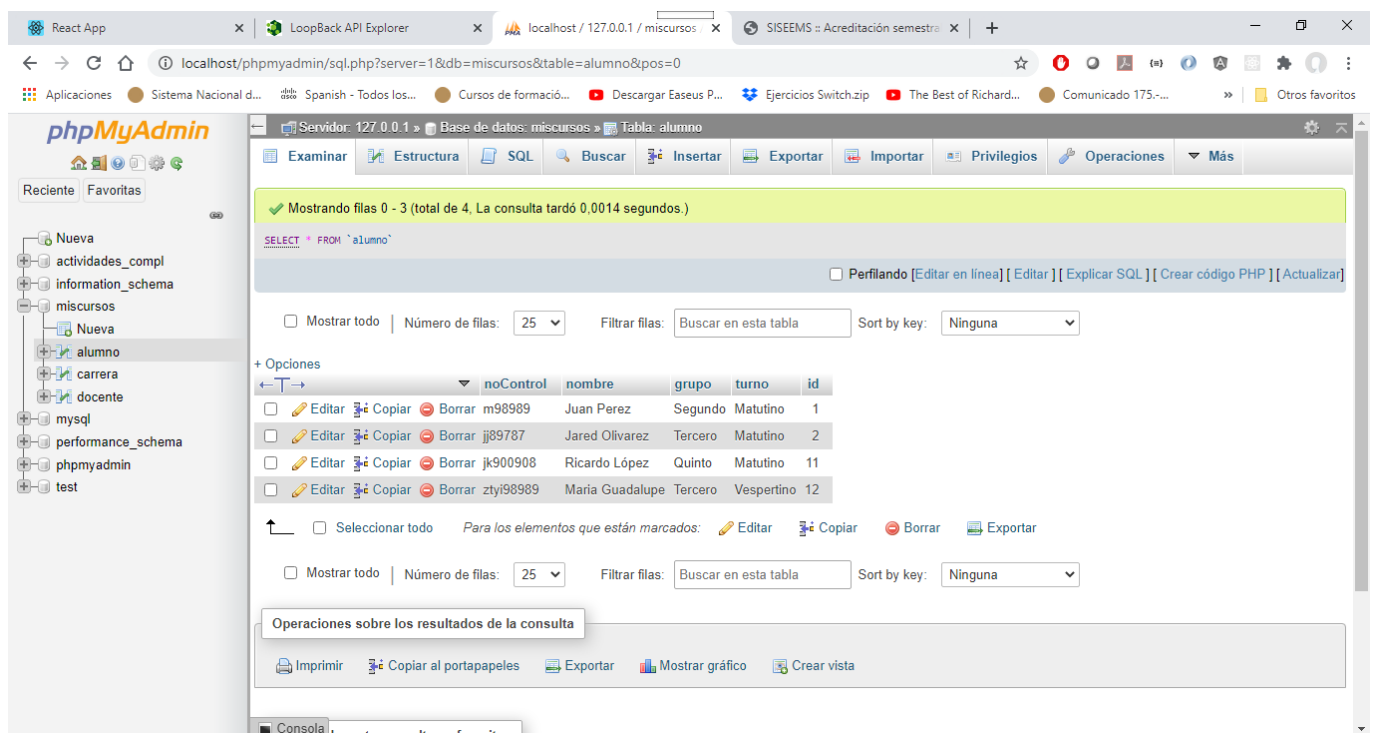 React App
LoopBack API Explorer
localhost / 127.0.0.1 / miscursos
SISEEMS :: Acreditación semestra
localhost/phpmyadmin/sql.php?server=1&db=miscursos&table=alumno&pos=0
Aplicaciones Sistema Nacional d... Spanish - Todos los... Cursos de formació... Descargar Easeus P... Ejercicios Switch.zip The Best of Richard... Comunicado 175.-... » Otros favoritos
phpMyAdmin
Reciente Favoritas
Nueva
actividades_compl
information_schema
miscursos
Nueva
alumno
carrera
docente
mysql
performance_schema
phpmyadmin
test
Servidor: 127.0.0.1 » Base de datos: miscursos » Tabla: alumno
Examinar Estructura SQL Buscar Insertar Exportar Importar Privilegios Operaciones Más
Mostrando filas 0 - 3 (total de 4, La consulta tardó 0,0014 segundos.)
SELECT * FROM `alumno`
Perfilando [Editar en línea] [ Editar ] [ Explicar SQL ] [ Crear código PHP ] [ Actualizar]
Mostrar todo | Número de filas: 25 Filtrar filas: Buscar en esta tabla Sort by key: Ninguna
+ Opciones
←T→ noControl nombre grupo turno id
Editar Copiar Borrar m98989 Juan Perez Segundo Matutino 1
Editar Copiar Borrar jj89787 Jared Olivarez Tercero Matutino 2
Editar Copiar Borrar jk900908 Ricardo López Quinto Matutino 11
Editar Copiar Borrar ztyi98989 Maria Guadalupe Tercero Vespertino 12
Seleccionar todo Para los elementos que están marcados: Editar Copiar Borrar Exportar
Mostrar todo | Número de filas: 25 Filtrar filas: Buscar en esta tabla Sort by key: Ninguna
Operaciones sobre los resultados de la consulta
Imprimir Copiar al portapapeles Exportar Mostrar gráfico Crear vista
Consola